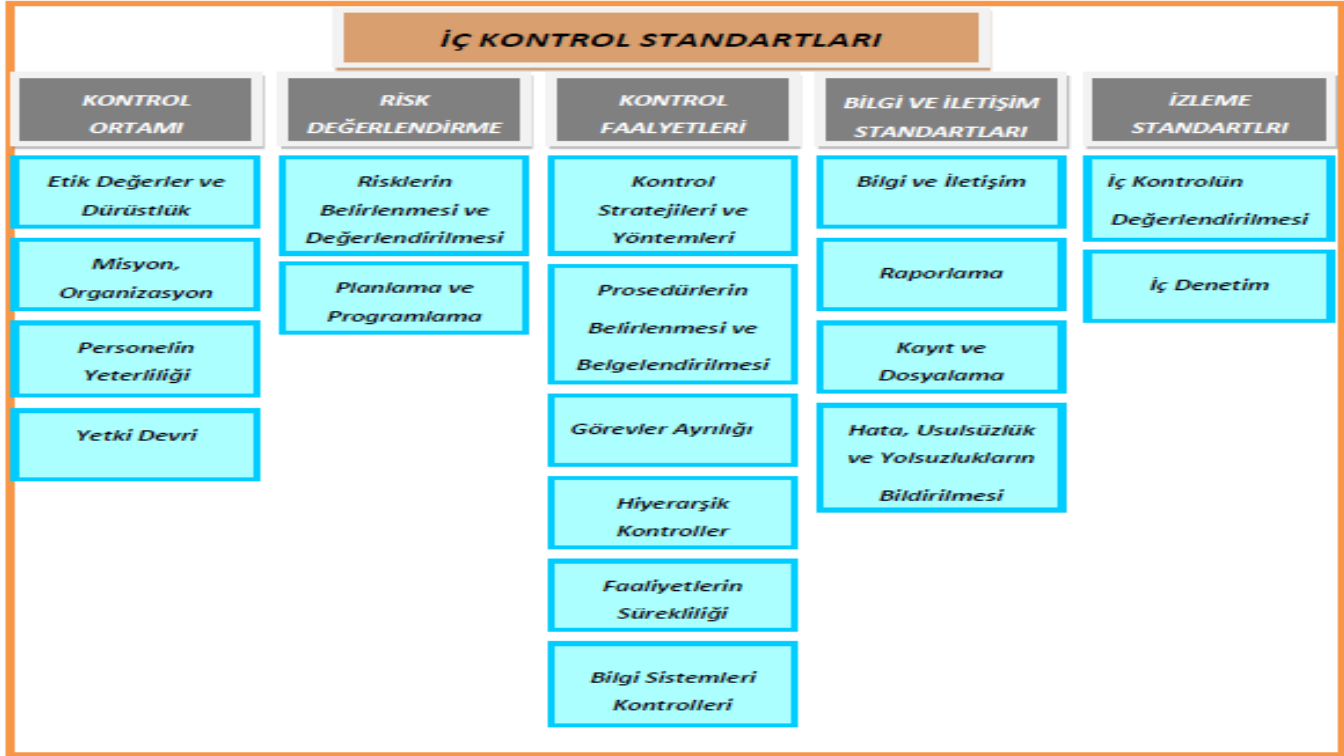 İÇ KONTROL STANDARTLARI
KONTROL
ORTAMI
Etik Değerler ve
Dürüstlük
Misyon,
Organizasyon
Personelin
Yeterliliği
Yetki Devri
RİSK
DEĞERLENDİRME
Risklerin
Belirlenmesi ve
Değerlendirilmesi
Planlama ve
Programlama
KONTROL
FAALYETLERİ
Kontrol
Stratejileri ve
Yöntemleri
Prosedürlerin
Belirlenmesi ve
Belgelendirilmesi
Görevler Ayrılığı
Hiyerarşik
Kontroller
Faaliyetlerin
Sürekliliği
Bilgi Sistemleri
Kontrolleri
BİLGİ VE İLETİŞİM
STANDARTLARI
Bilgi ve İletişim
Raporlama
Kayıt ve
Dosyalama
Hata, Usulsüzlük
ve Yolsuzlukların
Bildirilmesi
İZLEME
STANDARTLRI
İç Kontrolün
Değerlendirilmesi
İç Denetim